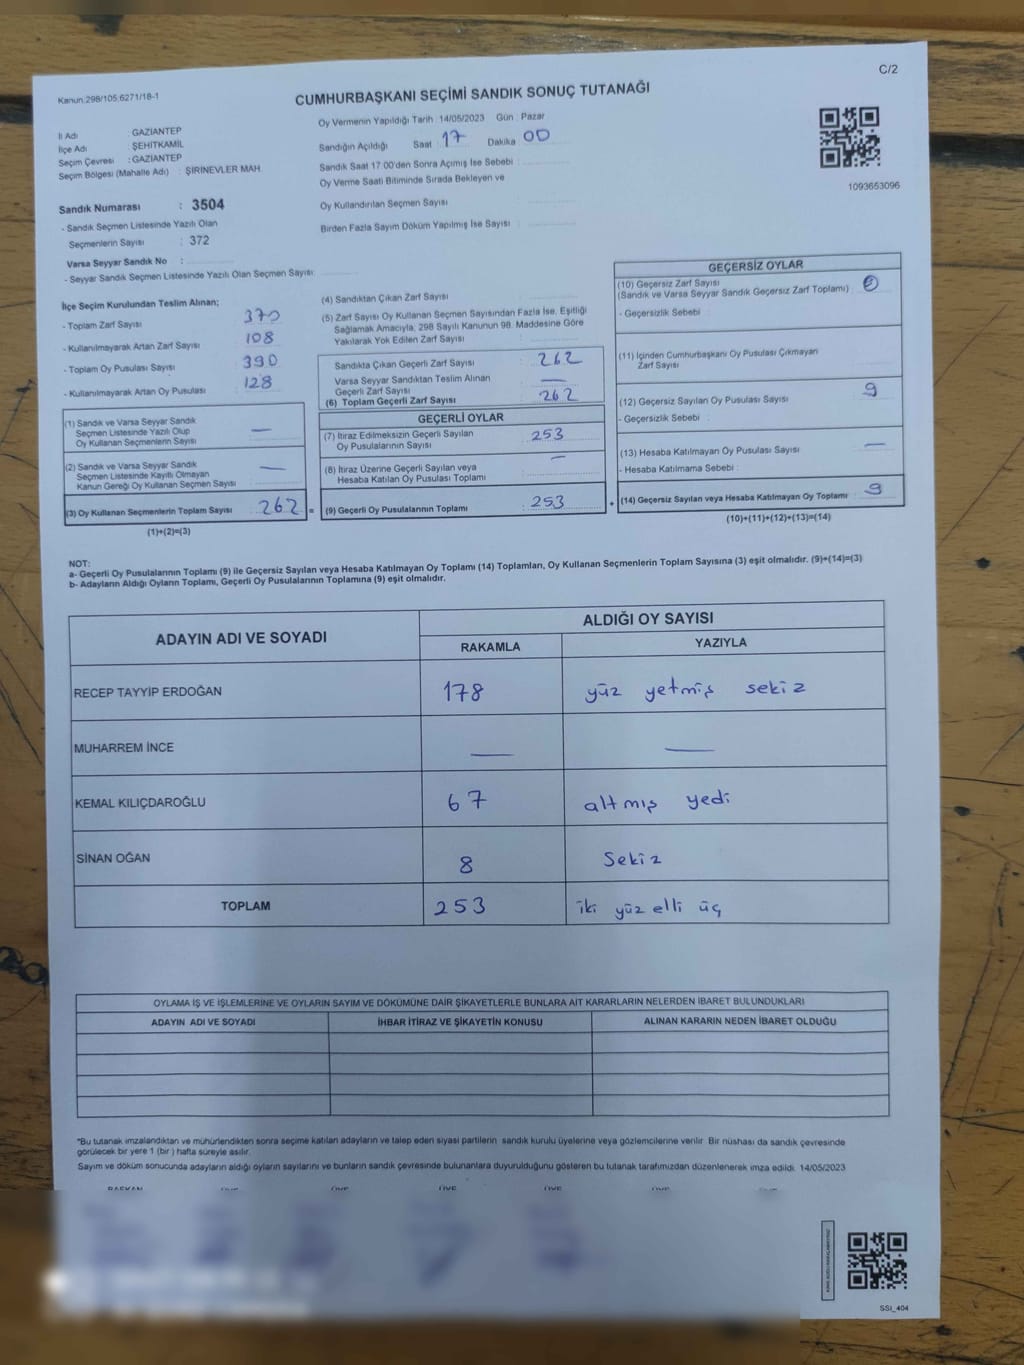 C/2
Kanun:298/105;6271/18-1
CUMHURBAŞKANI SEÇİMİ SANDIK SONUÇ TUTANAĞI
İl Adı : GAZİANTEP
İlçe Adı : ŞEHİTKAMİL
Seçim Çevresi : GAZİANTEP
Seçim Bölgesi (Mahalle Adı) : ŞİRİNEVLER MAH.
Oy Vermenin Yapıldığı Tarih :14/05/2023 Gün : Pazar
Sandığın Açıldığı Saat : 17 Dakika : 00
Sandık Saat 17:00'den Sonra Açımış İse Sebebi :
Oy Verme Saati Bitiminde Sırada Bekleyen ve
Oy Kullandırılan Seçmen Sayısı :
Birden Fazla Sayım Döküm Yapılmış İse Sayısı :
1093653096
Sandık Numarası : 3504
- Sandık Seçmen Listesinde Yazılı Olan
Seçmenlerin Sayısı : 372
Varsa Seyyar Sandık No :
- Seyyar Sandık Seçmen Listesinde Yazılı Olan Seçmen Sayısı:
İlçe Seçim Kurulundan Teslim Alınan;
- Toplam Zarf Sayısı : 370
- Kullanılmayarak Artan Zarf Sayısı : 108
- Toplam Oy Pusulası Sayısı : 390
- Kullanılmayarak Artan Oy Pusulası : 128
(1) Sandık ve Varsa Seyyar Sandık
Seçmen Listesinde Yazılı Olup
Oy Kullanan Seçmenlerin Sayısı : —
(2) Sandık ve Varsa Seyyar Sandık
Seçmen Listesinde Kayıtlı Olmayan
Kanun Gereği Oy Kullanan Seçmen Sayısı : —
(3) Oy Kullanan Seçmenlerin Toplam Sayısı : 262 =
(1)+(2)=(3)
(4) Sandıktan Çıkan Zarf Sayısı :
(5) Zarf Sayısı Oy Kullanan Seçmen Sayısından Fazla İse, Eşitliği
Sağlamak Amacıyla, 298 Sayılı Kanunun 98. Maddesine Göre
Yakılarak Yok Edilen Zarf Sayısı :
Sandıkta Çıkan Geçerli Zarf Sayısı : 262
Varsa Seyyar Sandıktan Teslim Alınan
Geçerli Zarf Sayısı : —
(6) Toplam Geçerli Zarf Sayısı : 262
GEÇERLİ OYLAR
(7) İtiraz Edilmeksizin Geçerli Sayılan
Oy Pusulalarının Sayısı : 253
(8) İtiraz Üzerine Geçerli Sayılan veya
Hesaba Katılan Oy Pusulası Toplamı : —
(9) Geçerli Oy Pusulalarının Toplamı : 253 +
GEÇERSİZ OYLAR
(10) Geçersiz Zarf Sayısı
(Sandık ve Varsa Seyyar Sandık Geçersiz Zarf Toplamı) :
- Geçersizlik Sebebi :
(11) İçinden Cumhurbaşkanı Oy Pusulası Çıkmayan
Zarf Sayısı :
(12) Geçersiz Sayılan Oy Pusulası Sayısı : 9
- Geçersizlik Sebebi :
(13) Hesaba Katılmayan Oy Pusulası Sayısı : —
- Hesaba Katılmama Sebebi :
(14) Geçersiz Sayılan veya Hesaba Katılmayan Oy Toplamı : 9
(10)+(11)+(12)+(13)=(14)
NOT:
a- Geçerli Oy Pusulalarının Toplamı (9) ile Geçersiz Sayılan veya Hesaba Katılmayan Oy Toplamı (14) Toplamları, Oy Kullanan Seçmenlerin Toplam Sayısına (3) eşit olmalıdır. (9)+(14)=(3)
b- Adayların Aldığı Oyların Toplamı, Geçerli Oy Pusulalarının Toplamına (9) eşit olmalıdır.
ADAYIN ADI VE SOYADI
ALDIĞI OY SAYISI
RAKAMLA YAZIYLA
RECEP TAYYİP ERDOĞAN 178 yüz yetmiş sekiz
MUHARREM İNCE — —
KEMAL KILIÇDAROĞLU 67 altmış yedi
SİNAN OĞAN 8 Sekiz
TOPLAM 253 iki yüz elli üç
OYLAMA İŞ VE İŞLEMLERİNE VE OYLARIN SAYIM VE DÖKÜMÜNE DAİR ŞİKAYETLERLE BUNLARA AİT KARARLARIN NELERDEN İBARET BULUNDUKLARI
ADAYIN ADI VE SOYADI İHBAR İTİRAZ VE ŞİKAYETİN KONUSU ALINAN KARARIN NEDEN İBARET OLDUĞU
*Bu tutanak imzalandıktan ve mühürlendikten sonra seçime katılan adayların ve talep eden siyasi partilerin sandık kurulu üyelerine veya gözlemcilerine verilir. Bir nüshası da sandık çevresinde
görülecek bir yere 1 (bir ) hafta süreyle asılır.
Sayım ve döküm sonucunda adayların aldığı oyların sayılarını ve bunların sandık çevresinde bulunanlara duyurulduğunu gösteren bu tutanak tarafımızdan düzenlenerek imza edildi. 14/05/2023
SSI_404